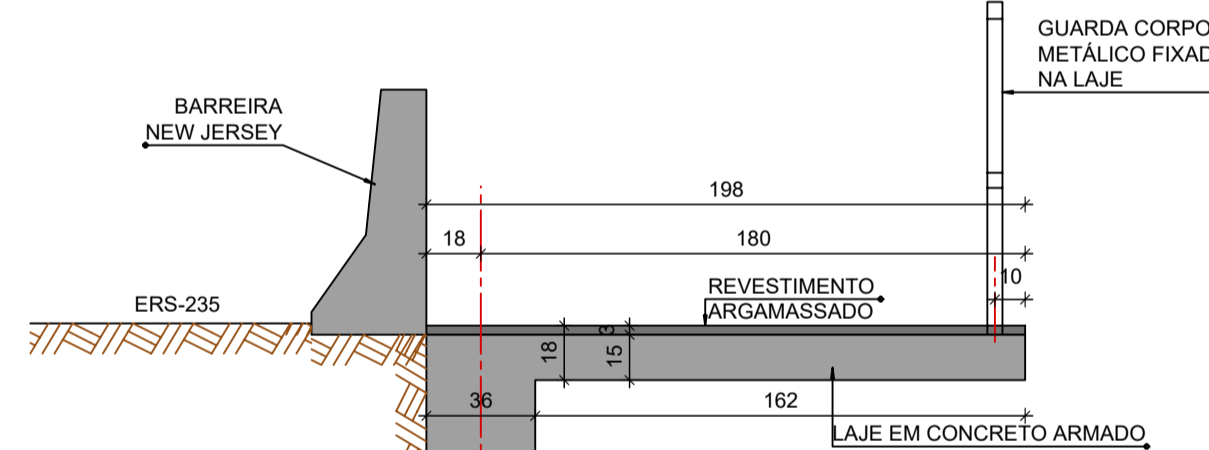 GUARDA CORPO
METÁLICO FIXAD
NA LAJE
BARREIRA
NEW JERSEY
198
18
180
10
ERS-235
REVESTIMENTO
ARGAMASSADO
3
18
15
36
162
LAJE EM CONCRETO ARMADO